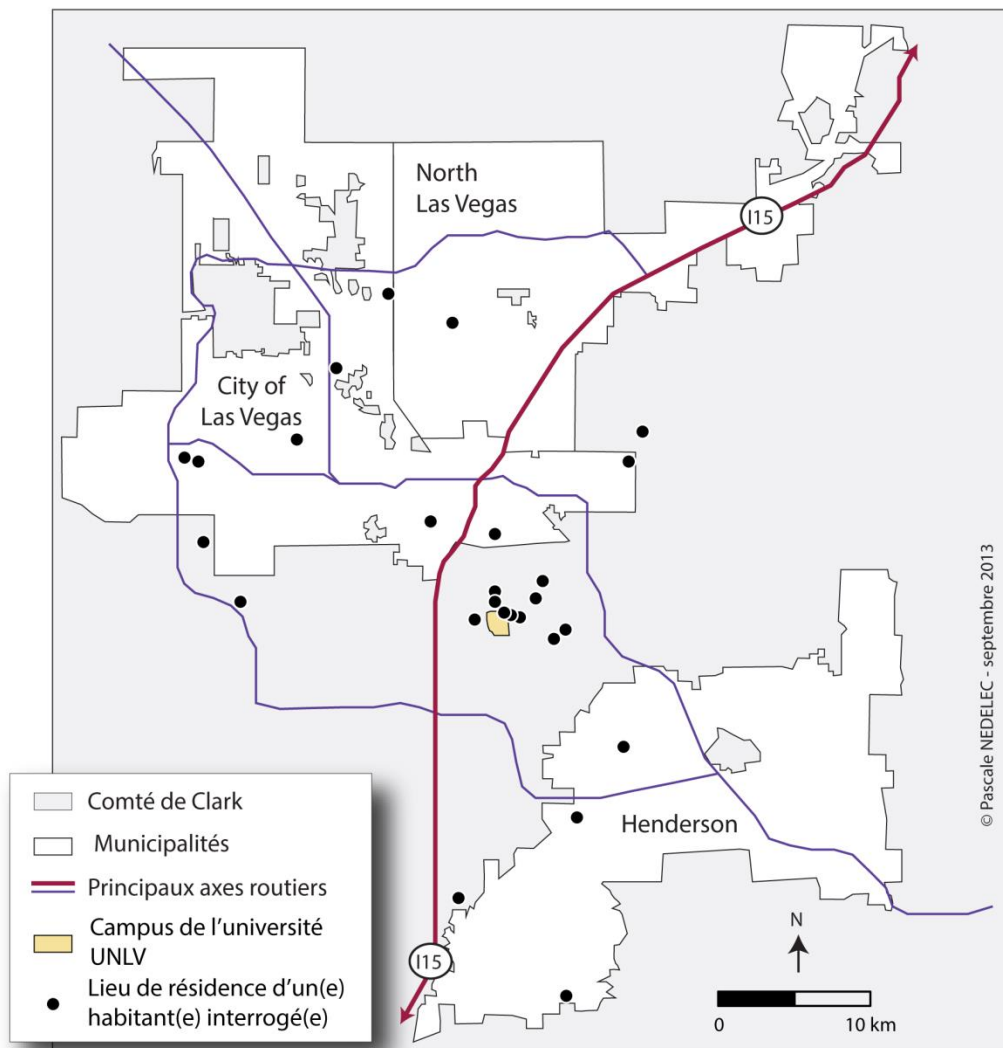 North
Las Vegas
I15
City of
Las Vegas
Henderson
I15
N
0 10 km
Comté de Clark
Municipalités
Principaux axes routiers
Campus de l’université
UNLV
Lieu de résidence d’un(e)
habitant(e) interrogé(e)
© Pascale NEDELEC - septembre 2013